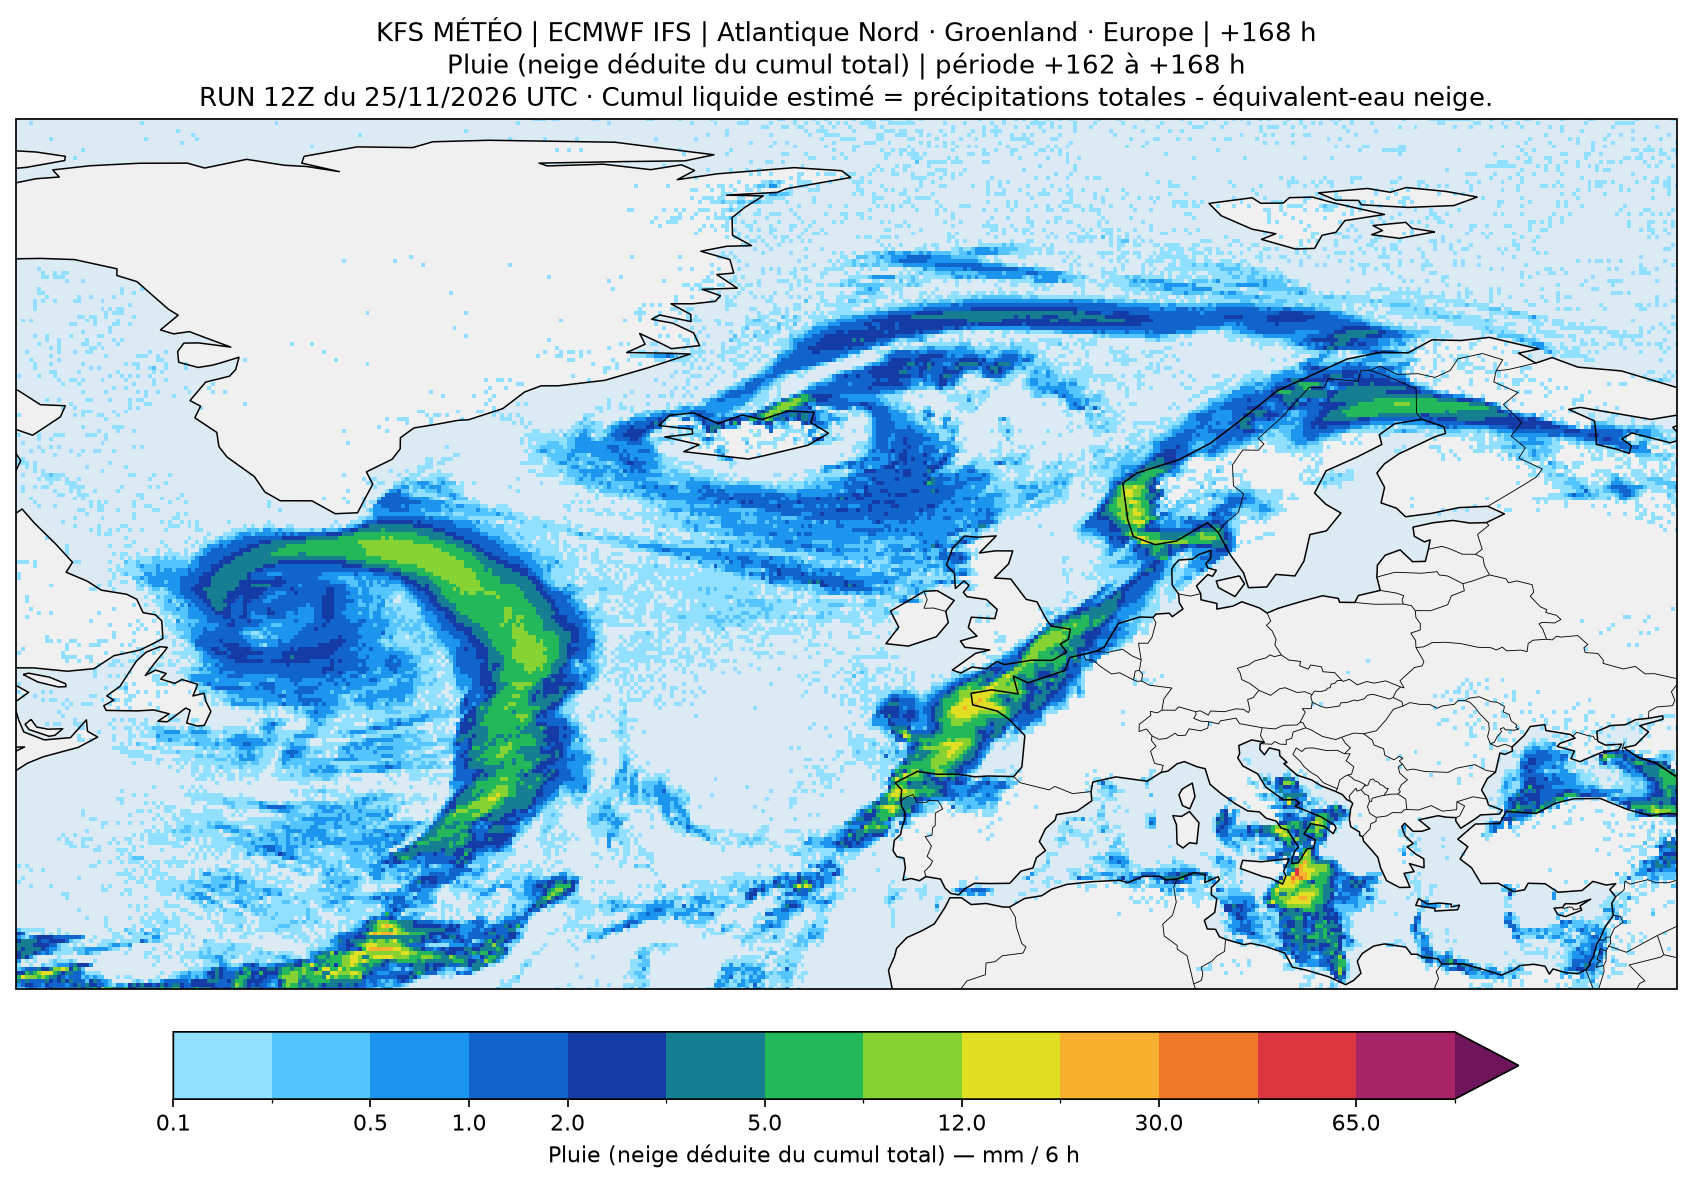 KFS MÉTÉO | ECMWF IFS | Atlantique Nord · Groenland · Europe | +168 h
Pluie (neige déduite du cumul total) | période +162 à +168 h
RUN 12Z du 25/11/2026 UTC · Cumul liquide estimé = précipitations totales - équivalent-eau neige.
0.1 0.5 1.0 2.0 5.0 12.0 30.0 65.0
Pluie (neige déduite du cumul total) — mm / 6 h